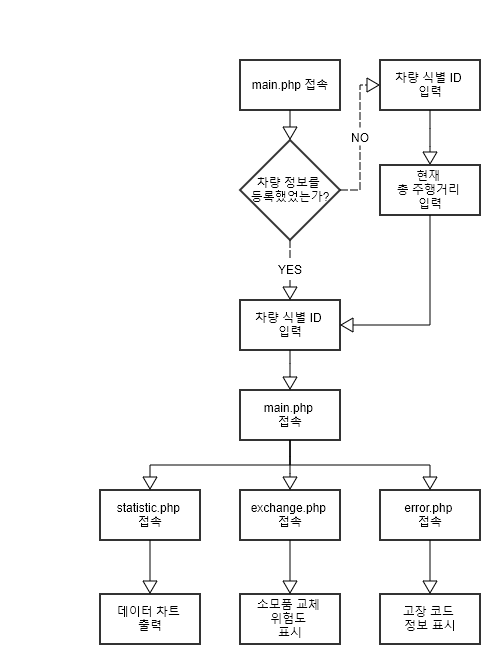 main.php 접속
차량 식별 ID
입력
NO
차량 정보를
등록했었는가?
현재
총 주행거리
입력
YES
차량 식별 ID
입력
main.php
접속
statistic.php
접속
exchange.php
접속
error.php
접속
데이터 차트
출력
소모품 교체
위험도
표시
고장 코드
정보 표시